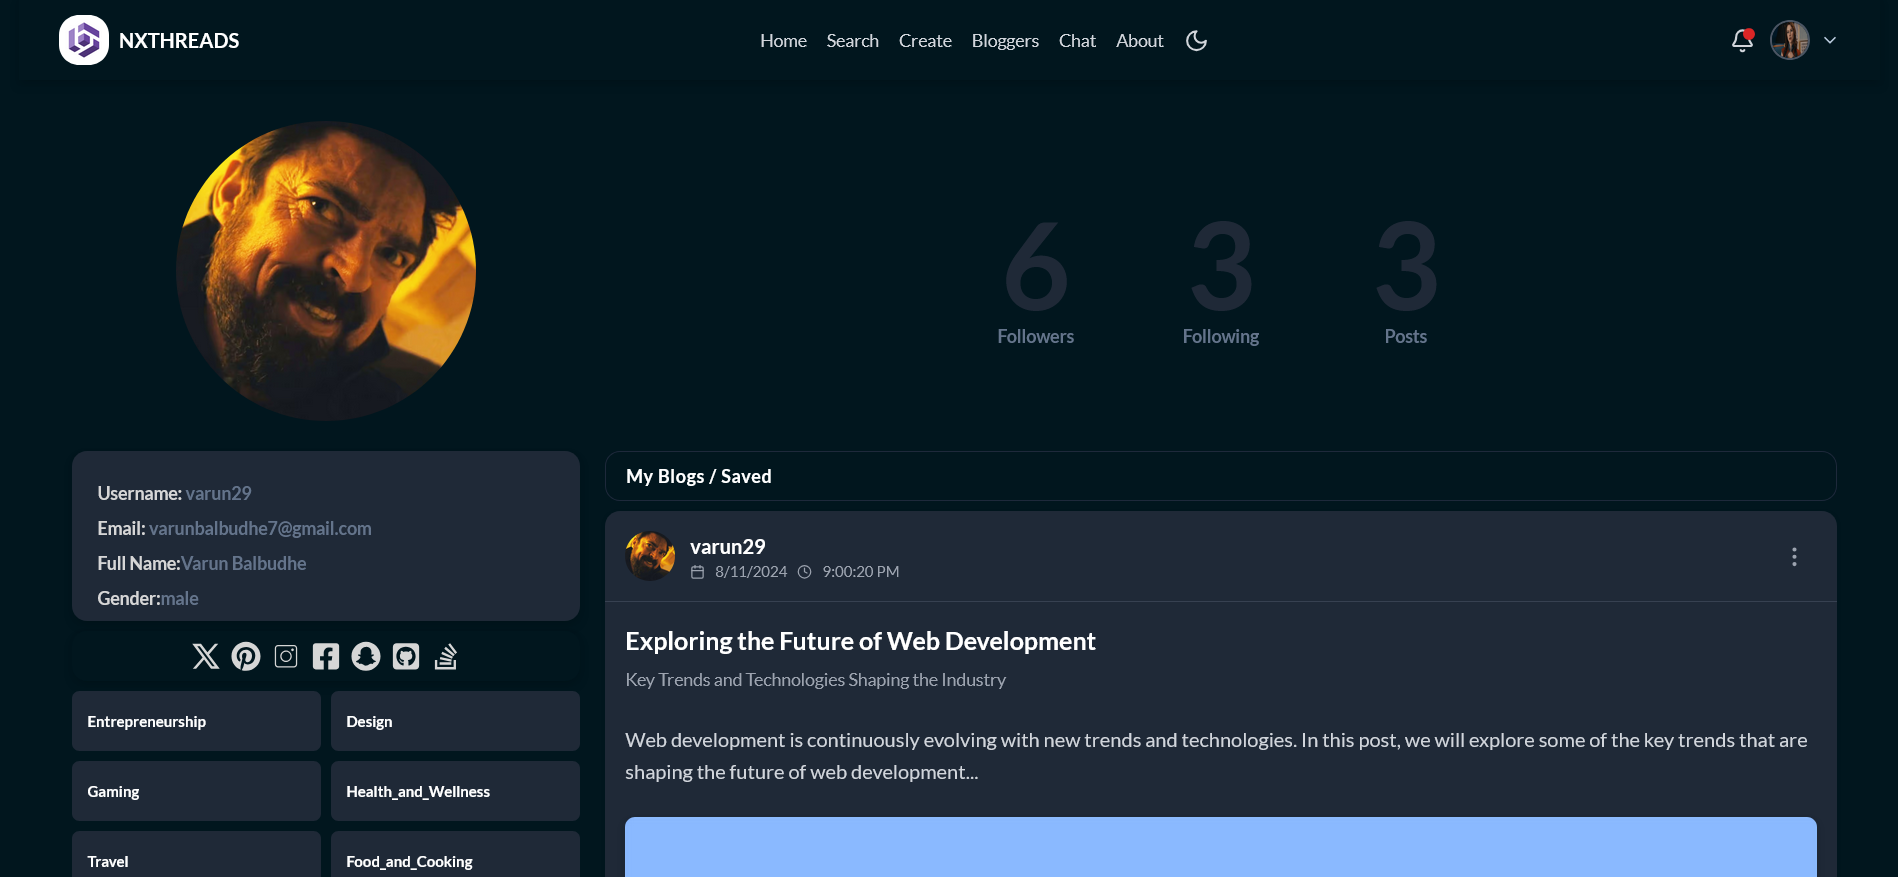 NXTHREADS
Home Search Create Bloggers Chat About
6 3 3
Followers Following Posts
Username: varun29
Email: varunbalbudhe7@gmail.com
Full Name:Varun Balbudhe
Gender:male
Entrepreneurship Design
Gaming Health_and_Wellness
Travel Food_and_Cooking
My Blogs / Saved
varun29
8/11/2024 9:00:20 PM
Exploring the Future of Web Development
Key Trends and Technologies Shaping the Industry
Web development is continuously evolving with new trends and technologies. In this post, we will explore some of the key trends that are
shaping the future of web development...